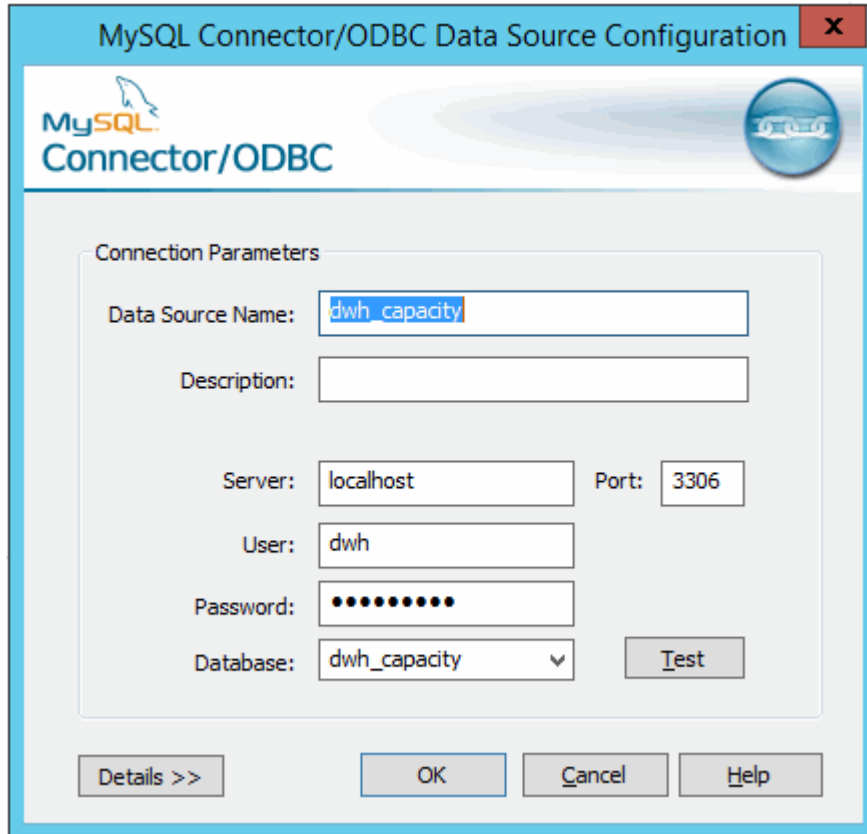 MySQL Connector/ODBC Data Source Configuration x
MySQL
Connector/ODBC
Connection Parameters
Data Source Name: dwh_capacity
Description:
Server: localhost Port: 3306
User: dwh
Password: •••••••••
Database: dwh_capacity Test
Details >> OK Cancel Help